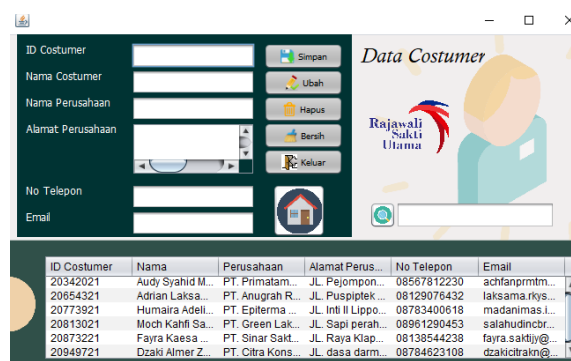 ID Costumer
Nama Costumer
Nama Perusahaan
Alamat Perusahaan
No Telepon
Email
Simpan
Ubah
Hapus
Bersih
Keluar
Data Costumer
Rajawali
Sakti
Utama
ID Costumer Nama Perusahaan Alamat Perus... No Telepon Email
20342021 Audy Syahid M... PT. Primatam... JL. Pejompon... 08567812230 achfanprmtm...
20654321 Adrian Laksa... PT. Anugrah R... JL. Puspiptek ... 08129076432 laksama.rkys...
20773921 Humaira Adeli... PT. Epiterma ... JL. Inti II Lippo... 08783400618 madanimas.i...
20813021 Moch Kahfi Sa... PT. Green Lak... JL. Sapi perah... 08961290453 salahudincbr...
20873221 Fayra Kaesa ... PT. Sinar Sakt... JL. Raya Klap... 08138544238 fayra.saktijy@...
20949721 Dzaki Almer Z... PT. Citra Kons... JL. dasa darm... 08784623108 dzakicitrakn@...